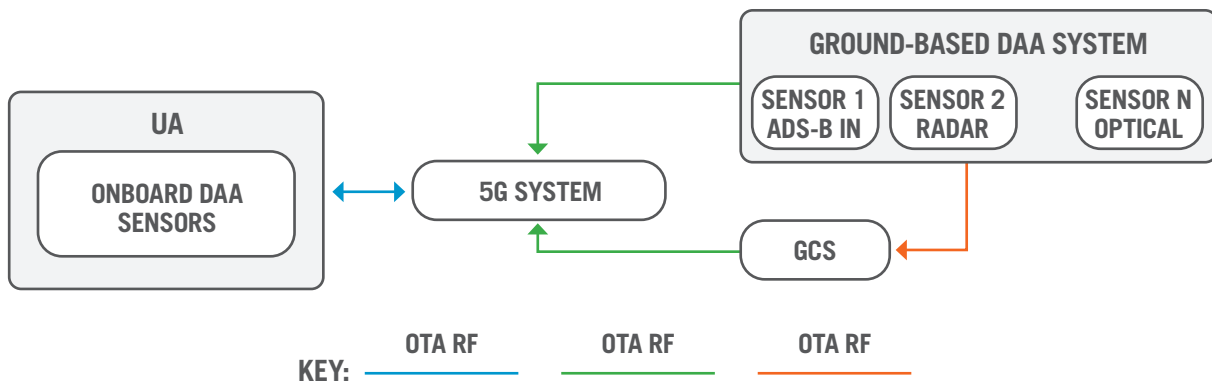 GROUND-BASED DAA SYSTEM
SENSOR 1
ADS-B IN
SENSOR 2
RADAR
SENSOR N
OPTICAL
UA
ONBOARD DAA
SENSORS
5G SYSTEM
GCS
KEY:
OTA RF
OTA RF
OTA RF